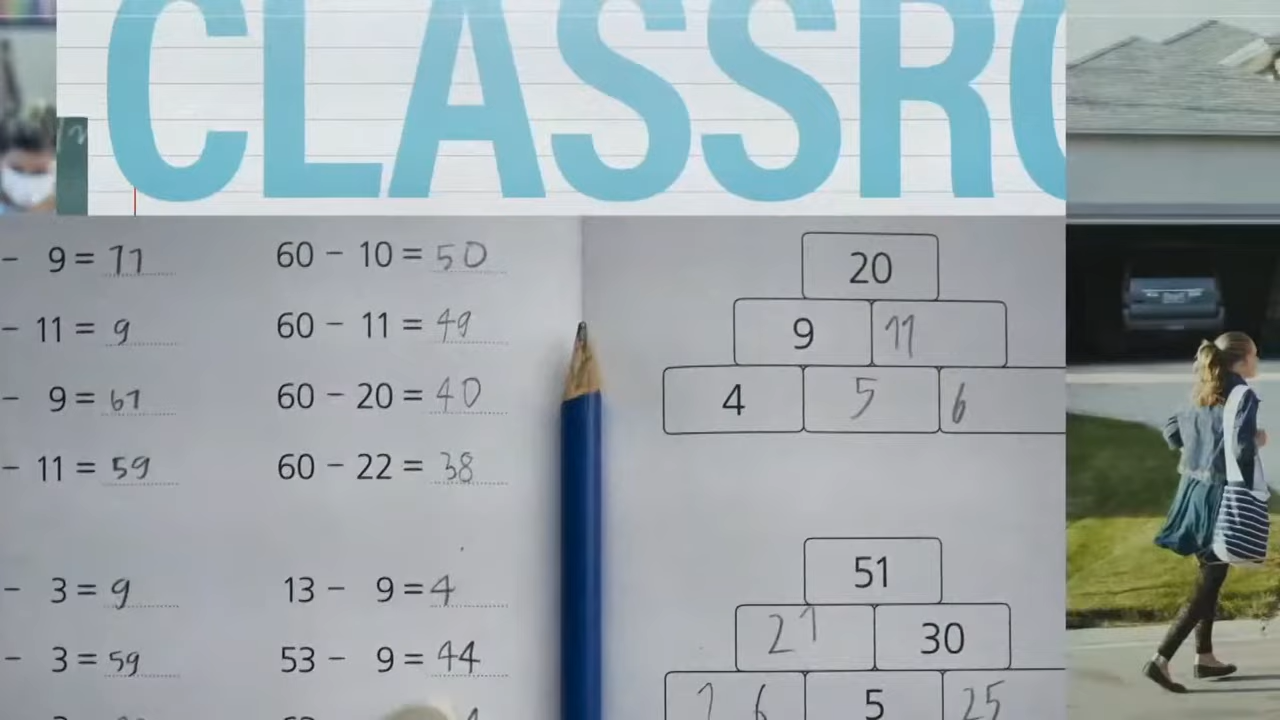 CLASSRO
- 9 = 11
- 11 = 9
- 9 = 61
- 11 = 59
- 3 = 9
- 3 = 59
60 - 10 = 50
60 - 11 = 49
60 - 20 = 40
60 - 22 = 38
13 - 9 = 4
53 - 9 = 44
20
9 11
4 5 6
51
21 30
5 25